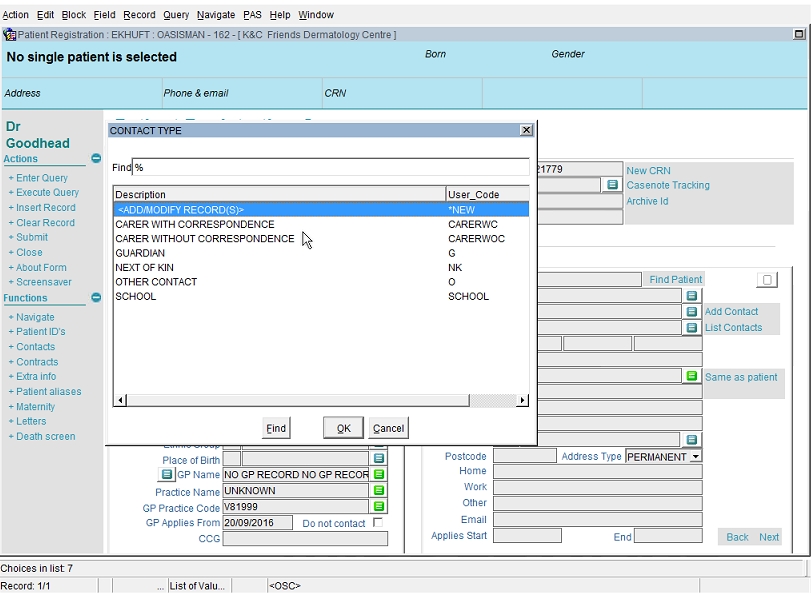 Action Edit Block Field Record Query Navigate PAS Help Window
Patient Registration : EKHUFT : OASISMAN - 162 - [ K&C Friends Dermatology Centre ]
No single patient is selected
Born
Gender
Address
Phone & email
CRN
Dr
Goodhead
Actions
+ Enter Query
+ Execute Query
+ Insert Record
+ Clear Record
+ Submit
+ Close
+ About Form
+ Screensaver
Functions
+ Navigate
+ Patient ID's
+ Contacts
+ Contracts
+ Extra info
+ Patient aliases
+ Maternity
+ Letters
+ Death screen
CONTACT TYPE
Find %
Description User_Code
<ADD/MODIFY RECORD(S)> *NEW
CARER WITH CORRESPONDENCE CARERWC
CARER WITHOUT CORRESPONDENCE CARERWOC
GUARDIAN G
NEXT OF KIN NK
OTHER CONTACT O
SCHOOL SCHOOL
Find OK Cancel
21779 New CRN
Casenote Tracking
Archive Id
Find Patient
Add Contact
List Contacts
Same as patient
Place of Birth
GP Name NO GP RECORD NO GP RECOR
Practice Name UNKNOWN
GP Practice Code V81999
GP Applies From 20/09/2016 Do not contact
CCG
Postcode Address Type PERMANENT
Home
Work
Other
Email
Applies Start End
Back Next
Choices in list: 7
Record: 1/1 ... List of Valu... <OSC>